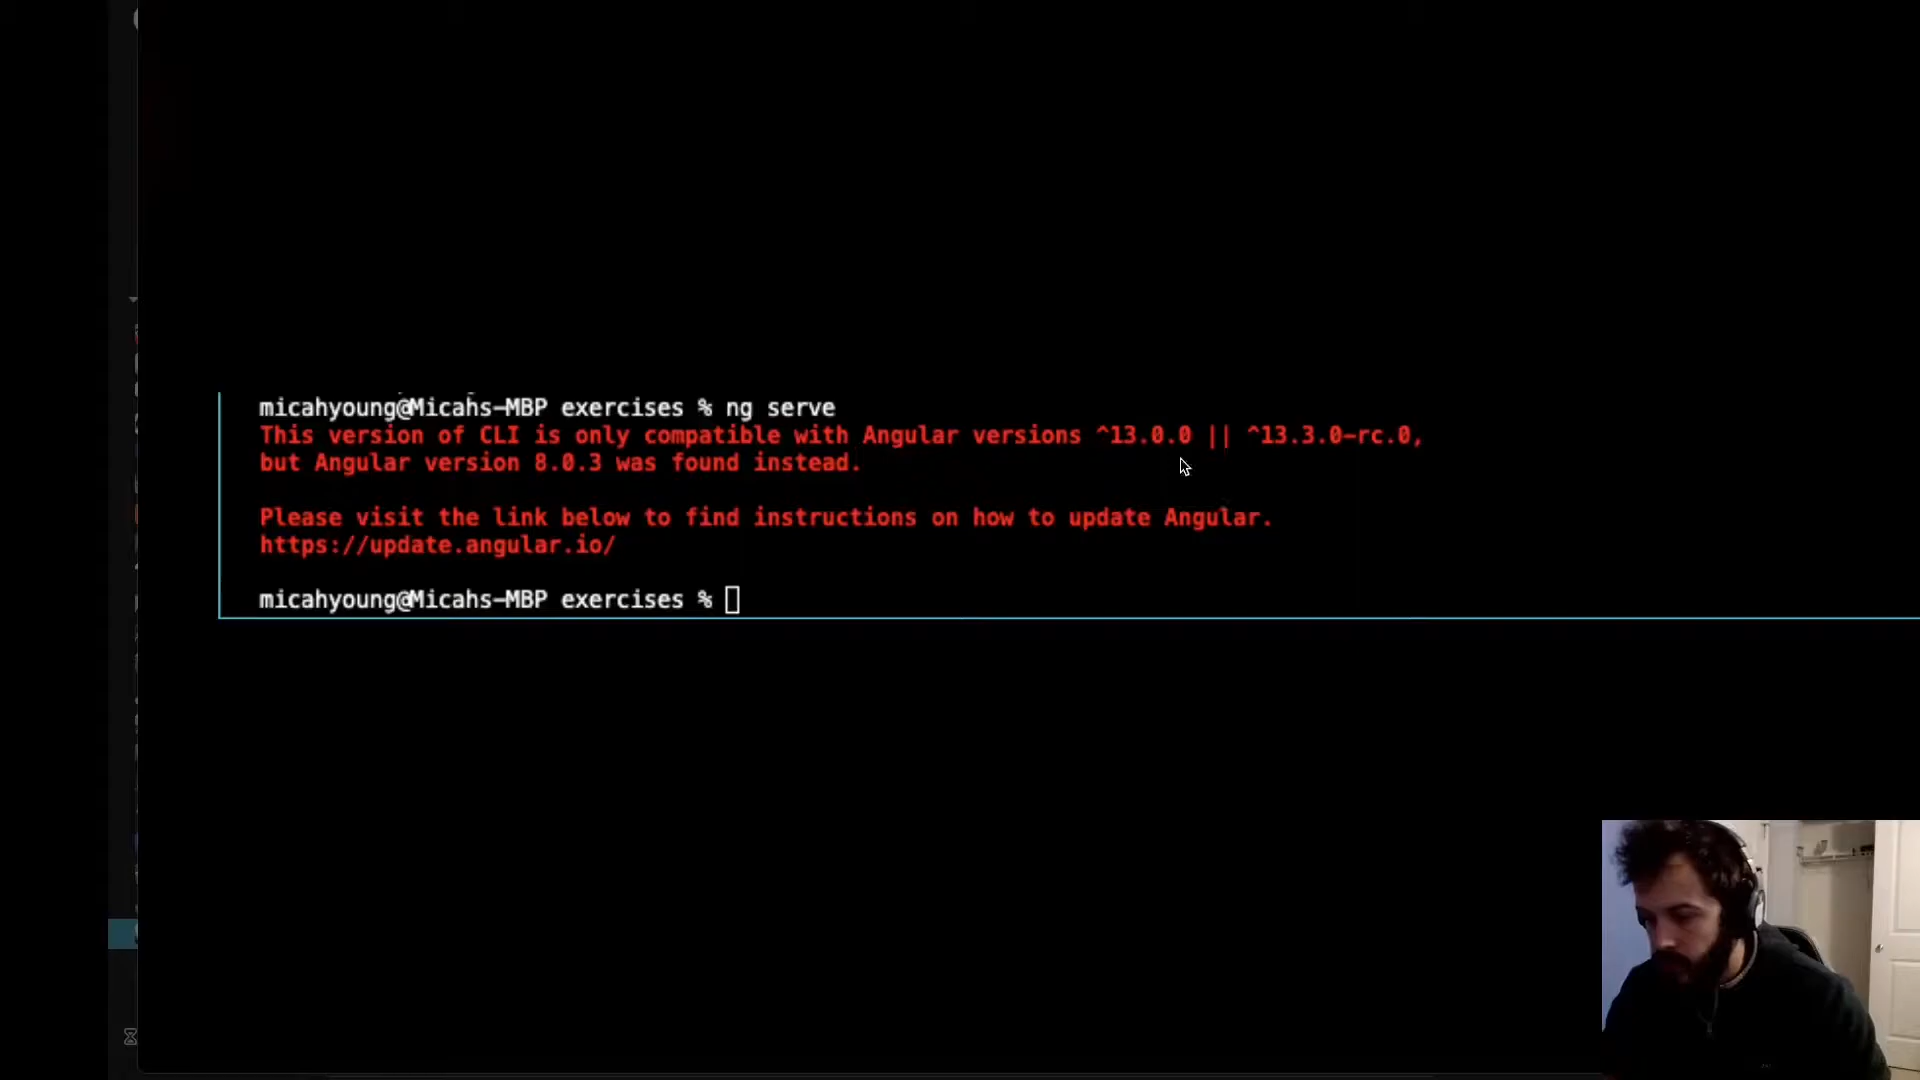 micahyoung@Micahs-MBP exercises % ng serve
This version of CLI is only compatible with Angular versions ^13.0.0 || ^13.3.0-rc.0,
but Angular version 8.0.3 was found instead.
Please visit the link below to find instructions on how to update Angular.
https://update.angular.io/
micahyoung@Micahs-MBP exercises %